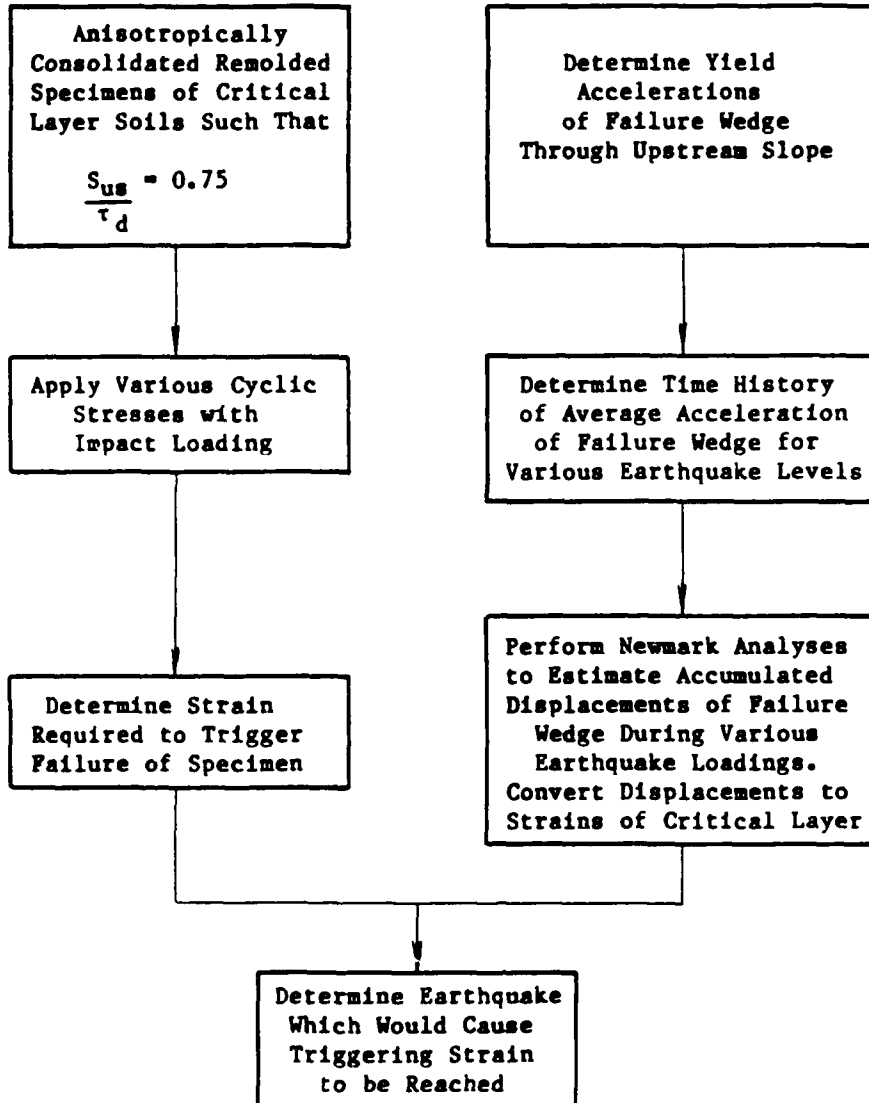 Anisotropically
Consolidated Remolded
Specimens of Critical
Layer Soils Such That
S_us / τ_d = 0.75
Apply Various Cyclic
Stresses with
Impact Loading
Determine Strain
Required to Trigger
Failure of Specimen
Determine Yield
Accelerations
of Failure Wedge
Through Upstream Slope
Determine Time History
of Average Acceleration
of Failure Wedge for
Various Earthquake Levels
Perform Newmark Analyses
to Estimate Accumulated
Displacements of Failure
Wedge During Various
Earthquake Loadings.
Convert Displacements to
Strains of Critical Layer
Determine Earthquake
Which Would Cause
Triggering Strain
to be Reached